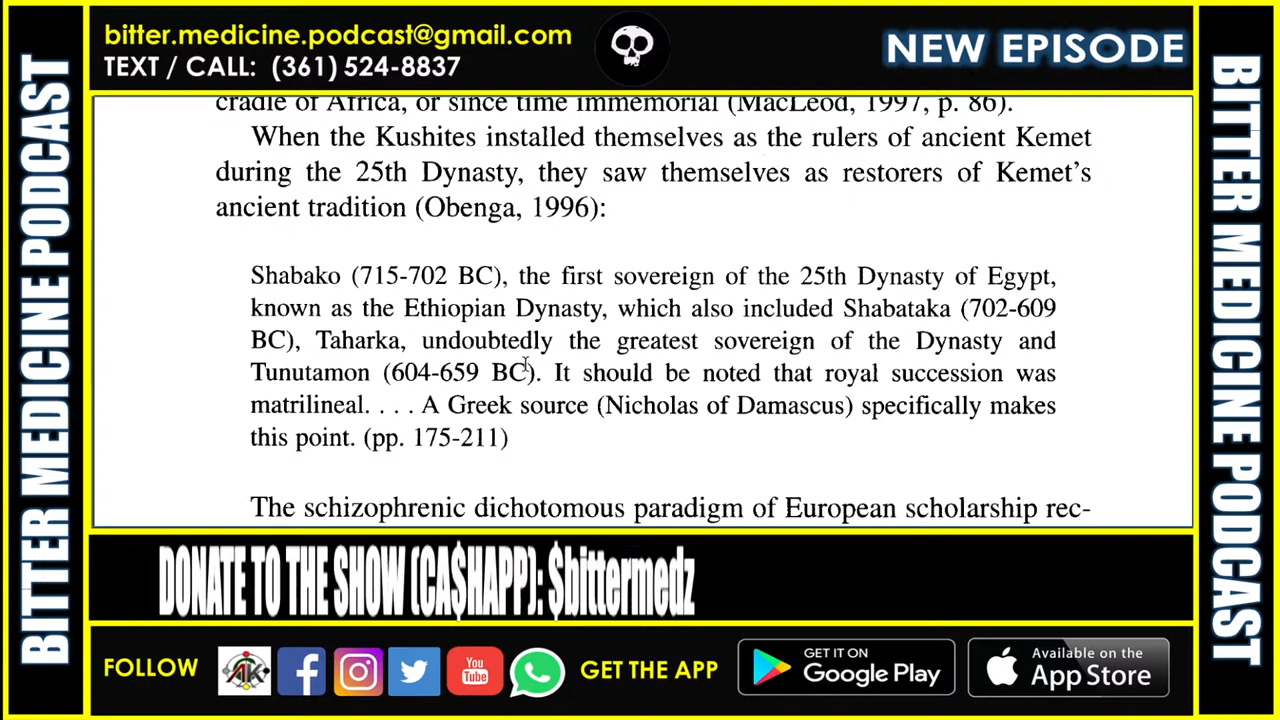 bitter.medicine.podcast@gmail.com
TEXT / CALL: (361) 524-8837
NEW EPISODE
BITTER MEDICINE PODCAST
cradle of Africa, or since time immemorial (MacLeod, 1997, p. 86).
When the Kushites installed themselves as the rulers of ancient Kemet
during the 25th Dynasty, they saw themselves as restorers of Kemet's
ancient tradition (Obenga, 1996):
Shabako (715-702 BC), the first sovereign of the 25th Dynasty of Egypt,
known as the Ethiopian Dynasty, which also included Shabataka (702-609
BC), Taharka, undoubtedly the greatest sovereign of the Dynasty and
Tunutamon (604-659 BC). It should be noted that royal succession was
matrilineal. . . . A Greek source (Nicholas of Damascus) specifically makes
this point. (pp. 175-211)
The schizophrenic dichotomous paradigm of European scholarship rec-
BITTER MEDICINE PODCAST
DONATE TO THE SHOW (CA$HAPP): $bittermedz
FOLLOW
ATK
You
Tube
GET THE APP
GET IT ON
Google Play
Available on the
App Store